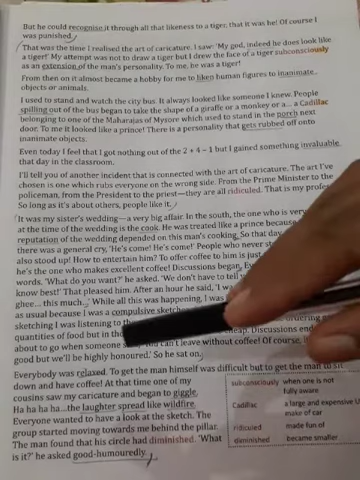 But he could recognise it through all that likeness to a tiger, that it was he! Of course I
was punished.
That was the time I realised the art of caricature. I saw 'My god, indeed he does look like
a tiger!' My attempt was not to draw a tiger but I drew the face of a tiger subconsciously
as an extension of the man's personality. To me, he was a tiger!
From then on it almost became a hobby for me to liken human figures to inanimate
objects or animals.
I used to stand and watch the city bus. It always looked like someone I knew. People
spilling out of the bus began to take the shape of a giraffe or a monkey or a... a Cadillac
belonging to one of the Maharajas of Mysore which used to stand in the porch next
door. To me it looked like a prince! There is a personality that gets rubbed off onto
inanimate objects.
Even today I feel that I got nothing out of the 2 + 4 – 1 but I gained something invaluable
that day in the classroom.
I'll tell you of another incident that is connected with the art of caricature. The art I've
chosen is one which rubs everyone on the wrong side. From the Prime Minister to the
policeman, from the President to the priest—they are all ridiculed. That is my profes
So long as it's about others, people like it.
It was my sister's wedding—a very big affair. In the south, the one who is very
at the time of the wedding is the cook. He was treated like a prince because
reputation of the wedding depended on this man's cooking. So that day
there was a general cry, 'He's come! He's come!' People who never st
also stood up! How to entertain him? To offer coffee to him is just
he's the one who makes excellent coffee! Discussions began.
words. 'What do you want?' he asked. 'We don't have to tell
know best!' That pleased him. After an hour he said, 'I wa
ghee... this much...' While all this was happening, I was
as usual because I was a compulsive sketch
sketching I was listening to the ordering
quantities of food but in the cheap. Discussions end
about to go when someone can't leave without coffee! Of course,
good but we'll be highly honoured.' So he sat on.
Everybody was relaxed. To get the himself was difficult but to get the man to sit
down and have coffee! At that time one of my
cousins saw my caricature and began to giggle.
Ha ha ha ha...the laughter spread like wildfire.
Everyone wanted to have a look at the sketch. The
group started moving towards me behind the pillar.
The man found that his circle had diminished. 'What
is it?' he asked good-humouredly.
subconsciously when one is not
fully aware
Cadillac a large and expensive U
make of car
ridiculed made fun of
diminished became smaller